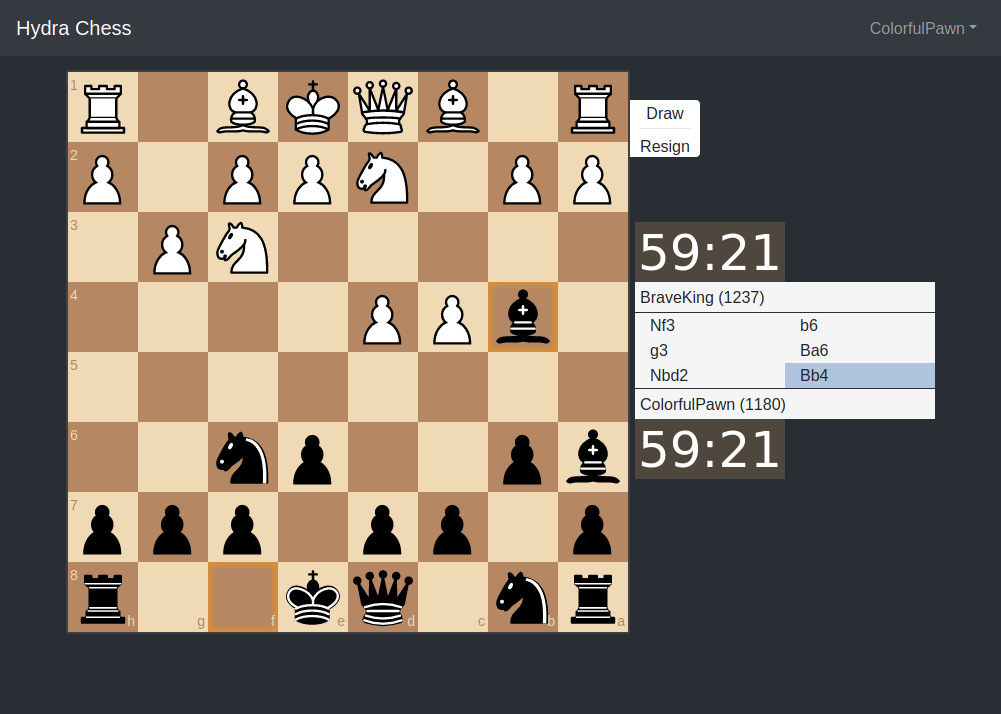 Hydra Chess ColorfulPawn
1
2
3
4
5
6
7
8
h g f e d c b a
Draw
Resign
59:21
BraveKing (1237)
Nf3 b6
g3 Ba6
Nbd2 Bb4
ColorfulPawn (1180)
59:21